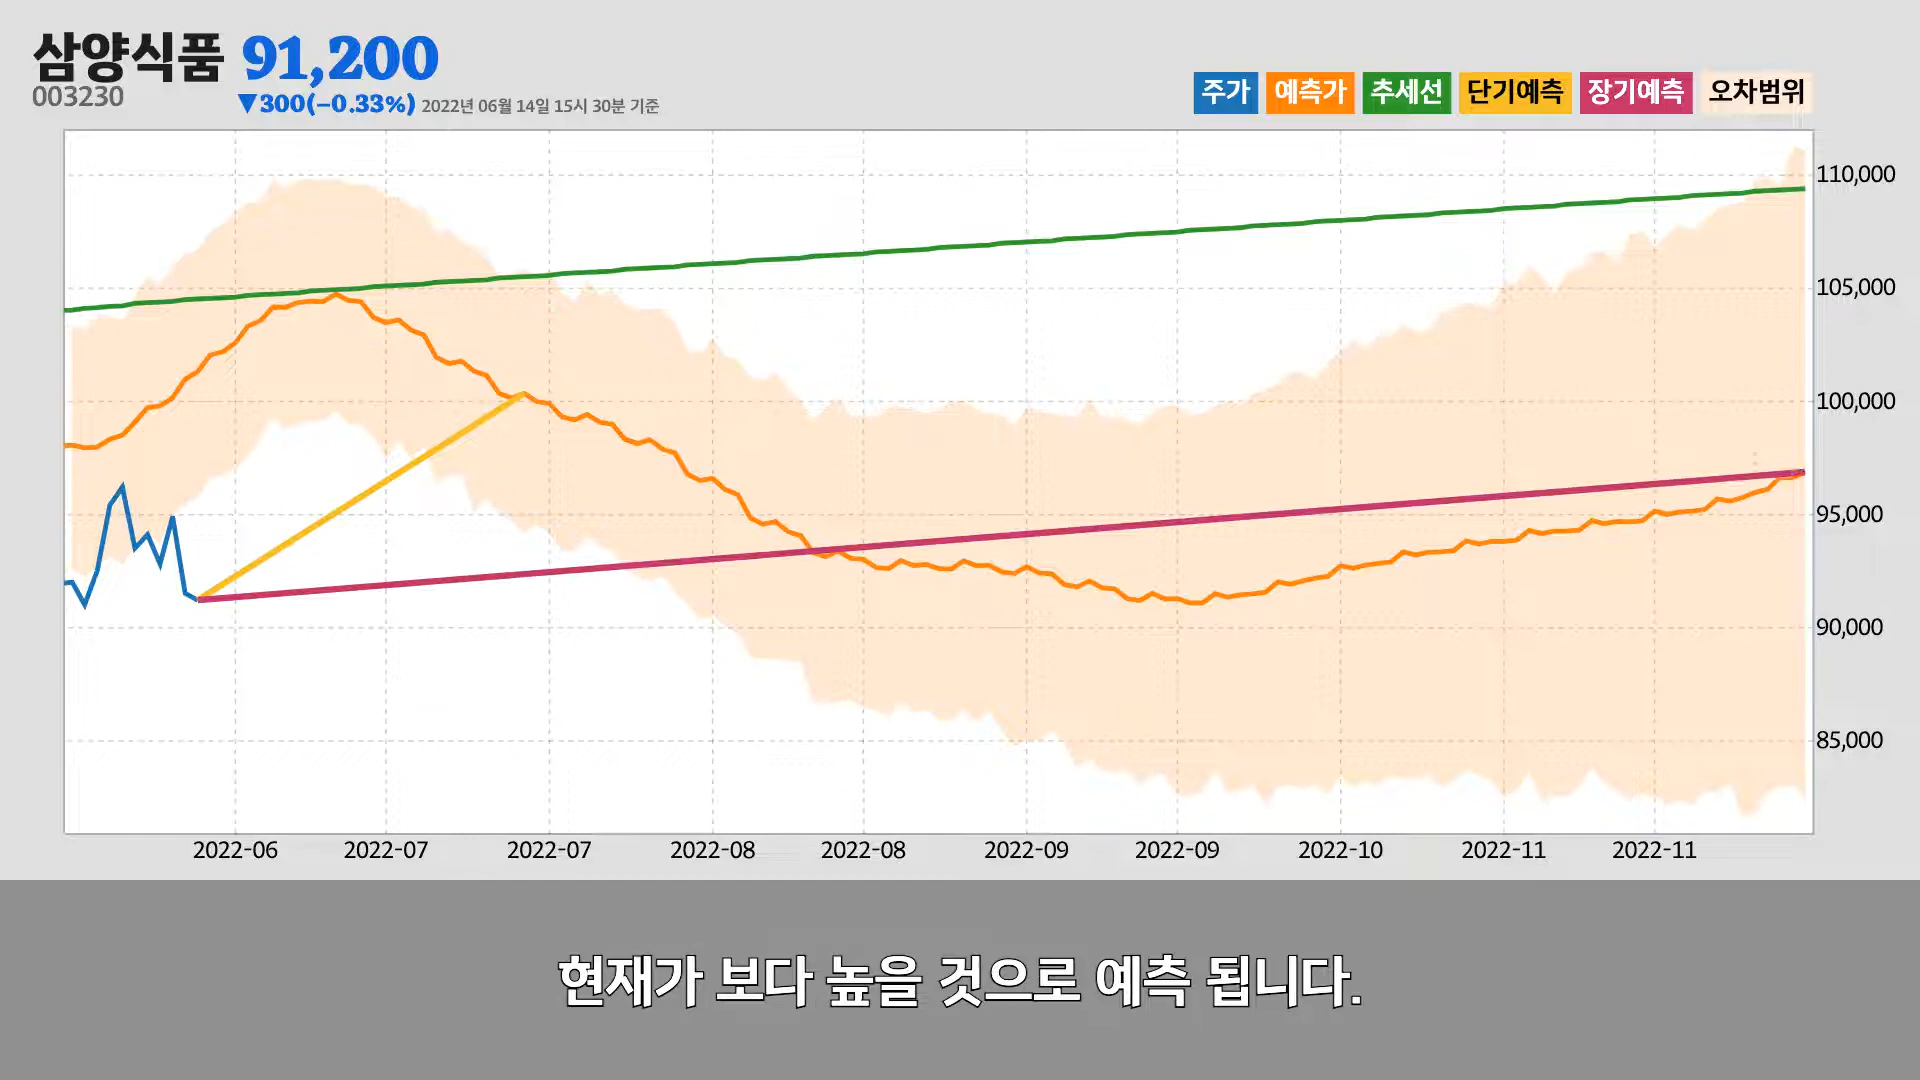 삼양식품 91,200
003230
▼300(−0.33%) 2022년 06월 14일 15시 30분 기준
주가 예측가 추세선 단기예측 장기예측 오차범위
110,000
105,000
100,000
95,000
90,000
85,000
2022-06 2022-07 2022-07 2022-08 2022-08 2022-09 2022-09 2022-10 2022-11 2022-11
현재가 보다 높을 것으로 예측 됩니다.